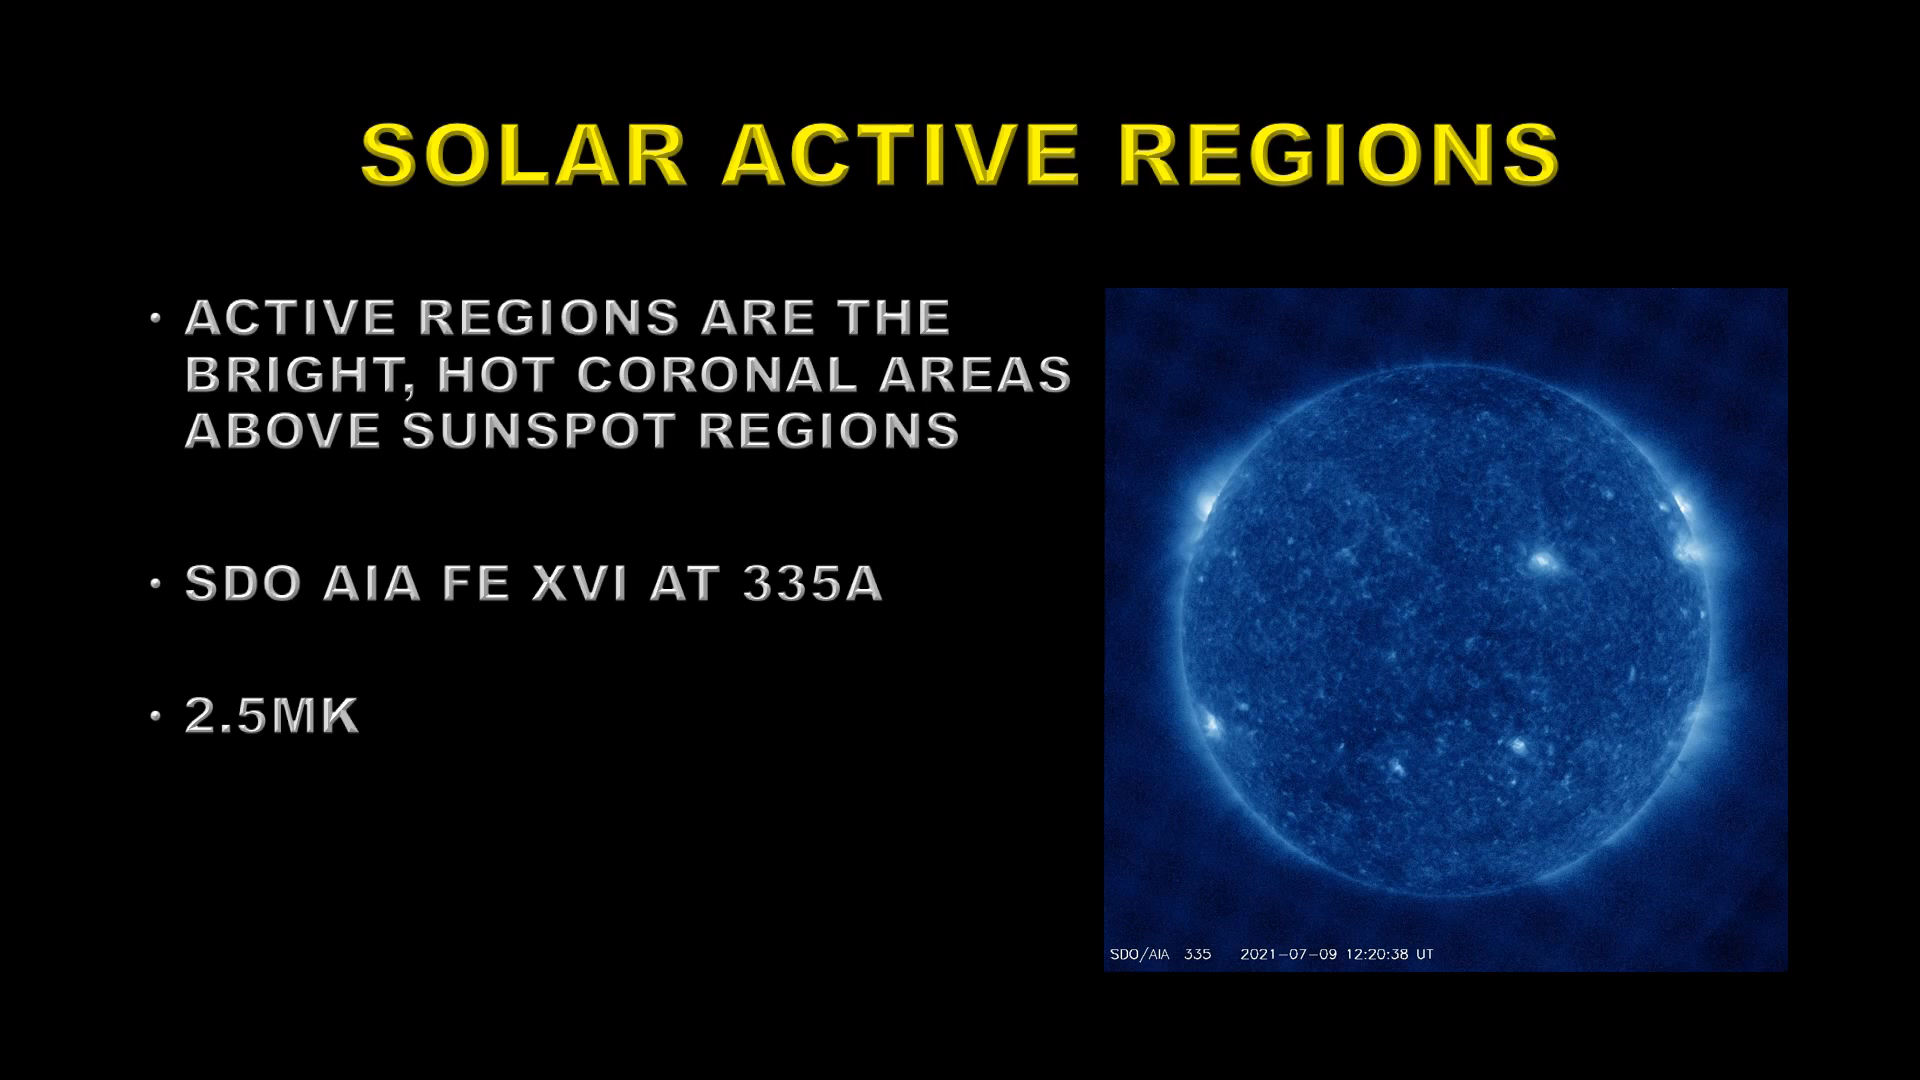 SOLAR ACTIVE REGIONS
• ACTIVE REGIONS ARE THE
BRIGHT, HOT CORONAL AREAS
ABOVE SUNSPOT REGIONS
• SDO AIA FE XVI AT 335A
• 2.5MK
SDO/AIA 335 2021-07-09 12:20:38 UT